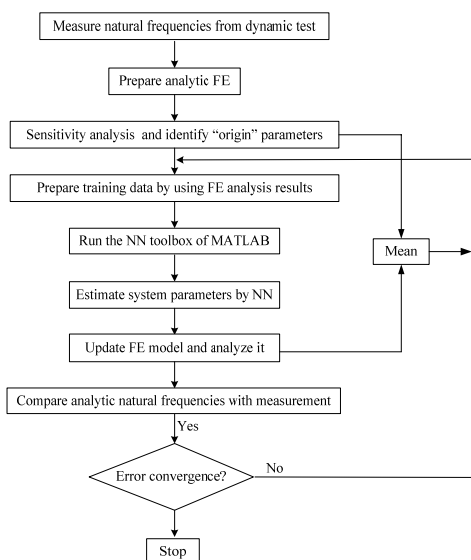 Measure natural frequencies from dynamic test
Prepare analytic FE
Sensitivity analysis and identify “origin” parameters
Prepare training data by using FE analysis results
Run the NN toolbox of MATLAB
Mean
Estimate system parameters by NN
Update FE model and analyze it
Compare analytic natural frequencies with measurement
Yes
Error convergence?
No
Stop